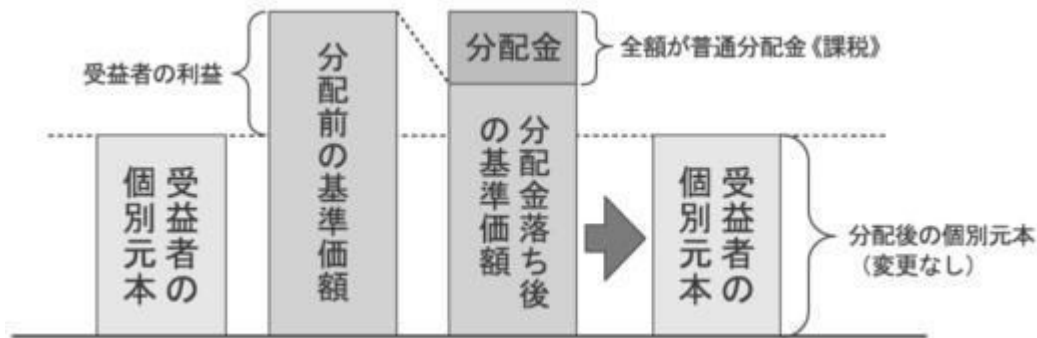 受益者の利益
受益者の
個別元本
分配前の基準価額
分配金
全額が普通分配金《課税》
分配金落ち後
の基準価額
受益者の
個別元本
分配後の個別元本
（変更なし）